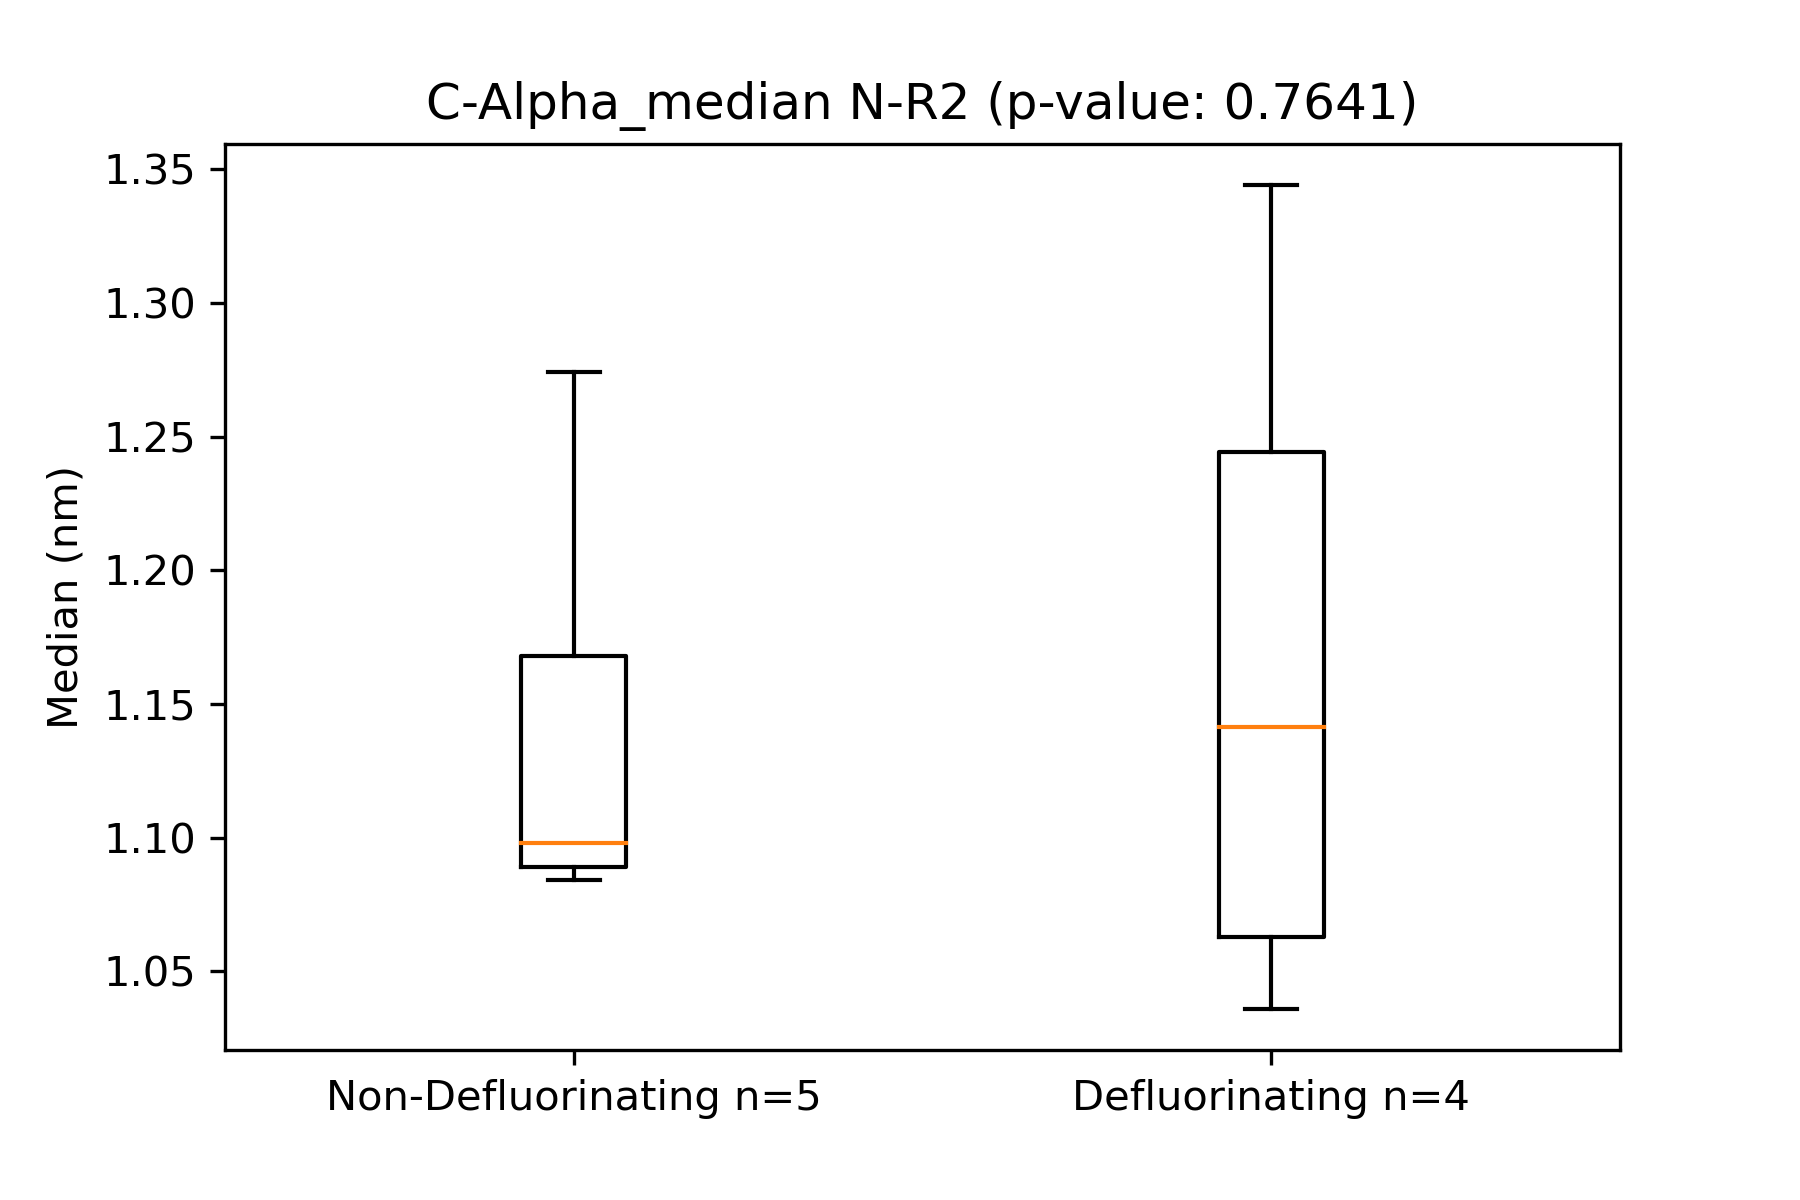 C-Alpha_median N-R2 (p-value: 0.7641)
1.35
1.30
1.25
1.20
1.15
1.10
1.05
Median (nm)
Non-Defluorinating n=5
Defluorinating n=4